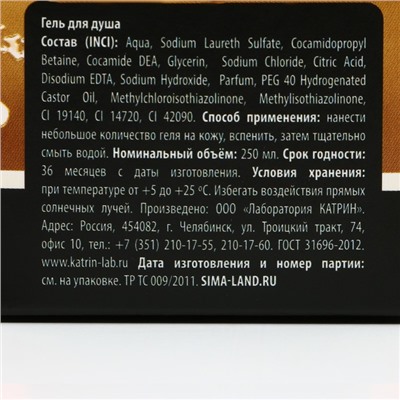 Гель для душа
Состав (INCI): Aqua, Sodium Laureth Sulfate, Cocamidopropyl
Betaine, Cocamide DEA, Glycerin, Sodium Chloride, Citric Acid,
Disodium EDTA, Sodium Hydroxide, Parfum, PEG 40 Hydrogenated
Castor Oil, Methylchloroisothiazolinone, Methylisothiazolinone,
CI 19140, CI 14720, CI 42090. Способ применения: нанести
небольшое количество геля на кожу, вспенить, затем тщательно
смыть водой. Номинальный объём: 250 мл. Срок годности:
36 месяцев с даты изготовления. Условия хранения:
при температуре от +5 до +25 °C. Избегать воздействия прямых
солнечных лучей. Произведено: ООО «Лаборатория КАТРИН».
Адрес: Россия, 454082, г. Челябинск, ул. Троицкий тракт, 74,
офис 10, тел.: +7 (351) 210-17-55, 210-17-60. ГОСТ 31696-2012.
www.katrin-lab.ru Дата изготовления и номер партии:
см. на упаковке. ТР ТС 009/2011. SIMA-LAND.RU